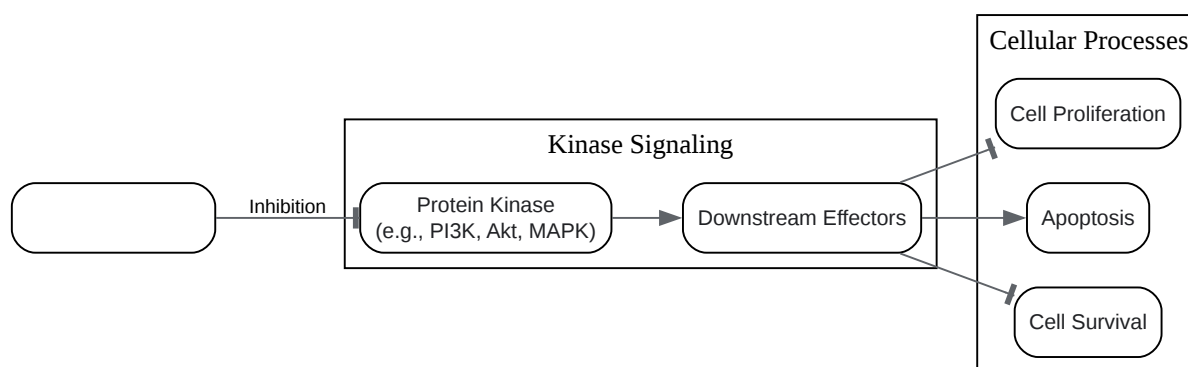 Cellular Processes
Cell Proliferation
Kinase Signaling
Inhibition
Protein Kinase
(e.g., PI3K, Akt, MAPK)
Downstream Effectors
Apoptosis
Cell Survival